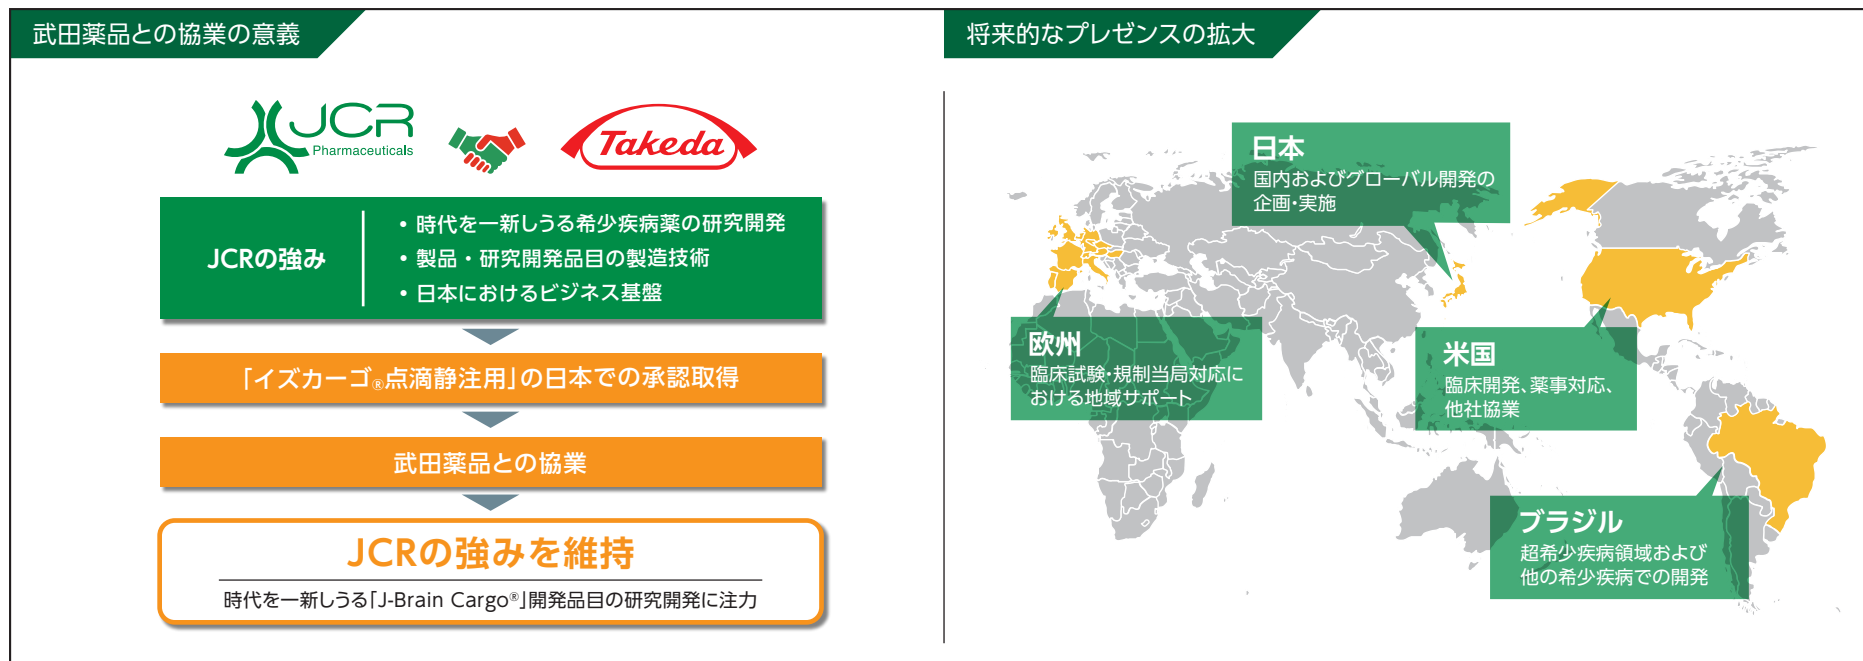 武田薬品との協業の意義
JCR
Pharmaceuticals
Takeda
JCRの強み
• 時代を一新しうる希少疾病薬の研究開発
• 製品・研究開発品目の製造技術
• 日本におけるビジネス基盤
「イズカーゴ®点滴静注用」の日本での承認取得
武田薬品との協業
JCRの強みを維持
時代を一新しうる「J-Brain Cargo®」開発品目の研究開発に注力
将来的なプレゼンスの拡大
日本
国内およびグローバル開発の
企画・実施
欧州
臨床試験・規制当局対応に
おける地域サポート
米国
臨床開発、薬事対応、
他社協業
ブラジル
超希少疾病領域および
他の希少疾病での開発